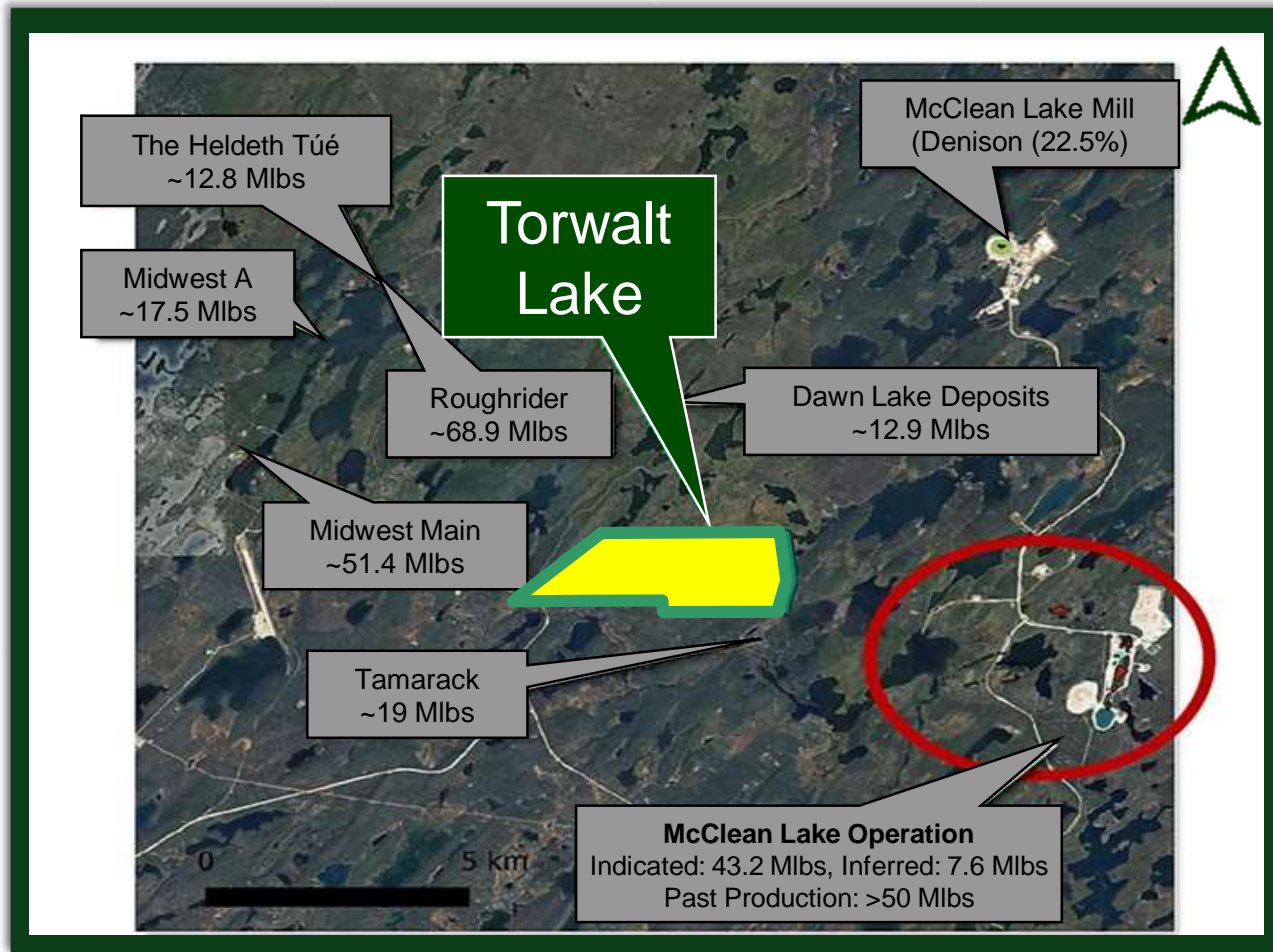 McClean Lake Mill
(Denison (22.5%)
The Heldeth Túé
~12.8 Mlbs
Torwalt
Lake
Midwest A
~17.5 Mlbs
Roughrider
~68.9 Mlbs
Dawn Lake Deposits
~12.9 Mlbs
Midwest Main
~51.4 Mlbs
Tamarack
~19 Mlbs
McClean Lake Operation
Indicated: 43.2 Mlbs, Inferred: 7.6 Mlbs
Past Production: >50 Mlbs
0 5 km